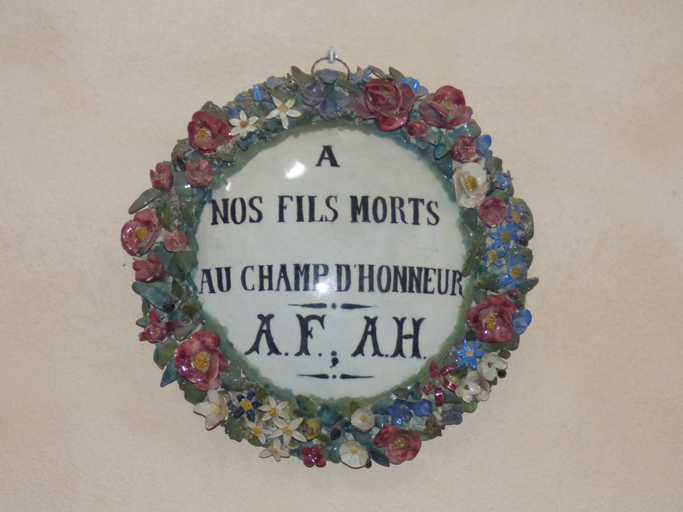 A
NOS FILS MORTS
AU CHAMP D'HONNEUR
A.F.; A.H.